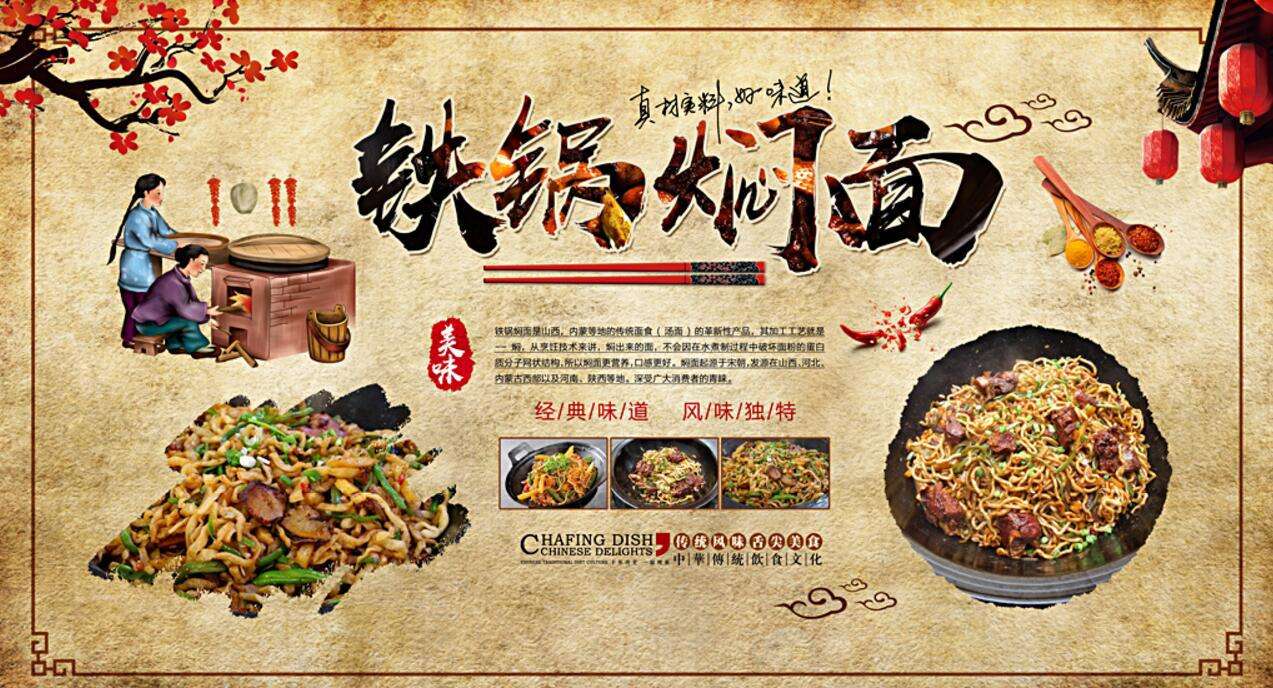 真材实料,好味道!
铁锅焖面
美味
铁锅焖面是山西，内蒙等地的传统面食（汤面）的革新性产品，其加工工艺就是
一 焖，从烹饪技术来讲，焖出来的面，不会因在水煮制过程中破坏面粉的蛋白
质分子网状结构,所以焖面更营养,口感更好。焖面起源于宋朝,发源在山西、河北、
内蒙古西部以及河南、陕西等地。深受广大消费者的青睐。
经/典/味/道 风/味/独/特
CHAFING DISH
CHINESE DELIGHTS
传统风味舌尖美食
中|華|傳|統|飲|食|文|化
CHINESE TRADITIONAL DIET CULTURE